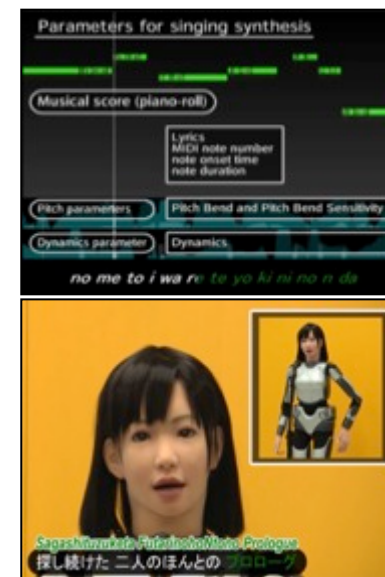 Parameters for singing synthesis
Musical score (piano-roll)
Lyrics
MIDI note number
note onset time
note duration
Pitch parameters
Pitch Bend and Pitch Bend Sensitivity
Dynamics parameter
Dynamics
no me to i wa re te yo ki ni no n da
Sagashitsuzuketa FutarinohoNtono Prologue
探し続けた 二人のほんとの プロローグ